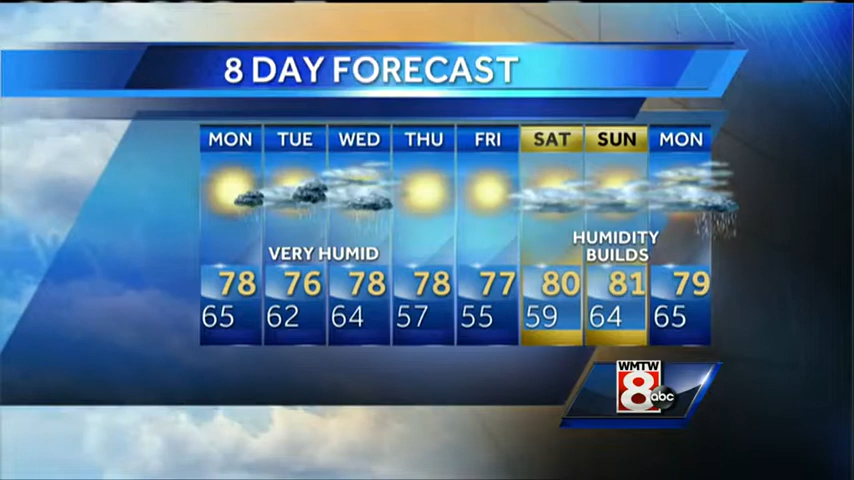 8 DAY FORECAST
MON TUE WED THU FRI SAT SUN MON
VERY HUMID
HUMIDITY
BUILDS
78 76 78 78 77 80 81 79
65 62 64 57 55 59 64 65
WMTW
8 abc